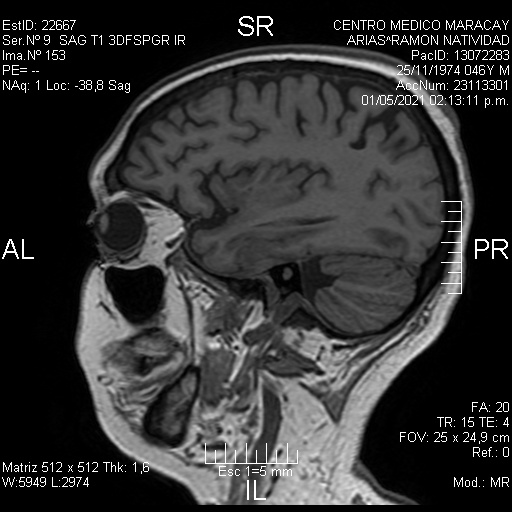 EstID: 22667
Ser.Nº 9 SAG T1 3DFSPGR IR
Ima.Nº 153
PE= --
NAq: 1 Loc: -38,8 Sag
SR
CENTRO MEDICO MARACAY
ARIAS^RAMON NATIVIDAD
PacID: 13072283
25/11/1974 046Y M
AccNum: 23113301
01/05/2021 02:13:11 p.m.
AL
PR
FA: 20
TR: 15 TE: 4
FOV: 25 x 24,9 cm
Ref.: 0
Matriz 512 x 512 Thk: 1,6
W:5949 L:2974
Esc 1=5 mm
IL
Mod.: MR